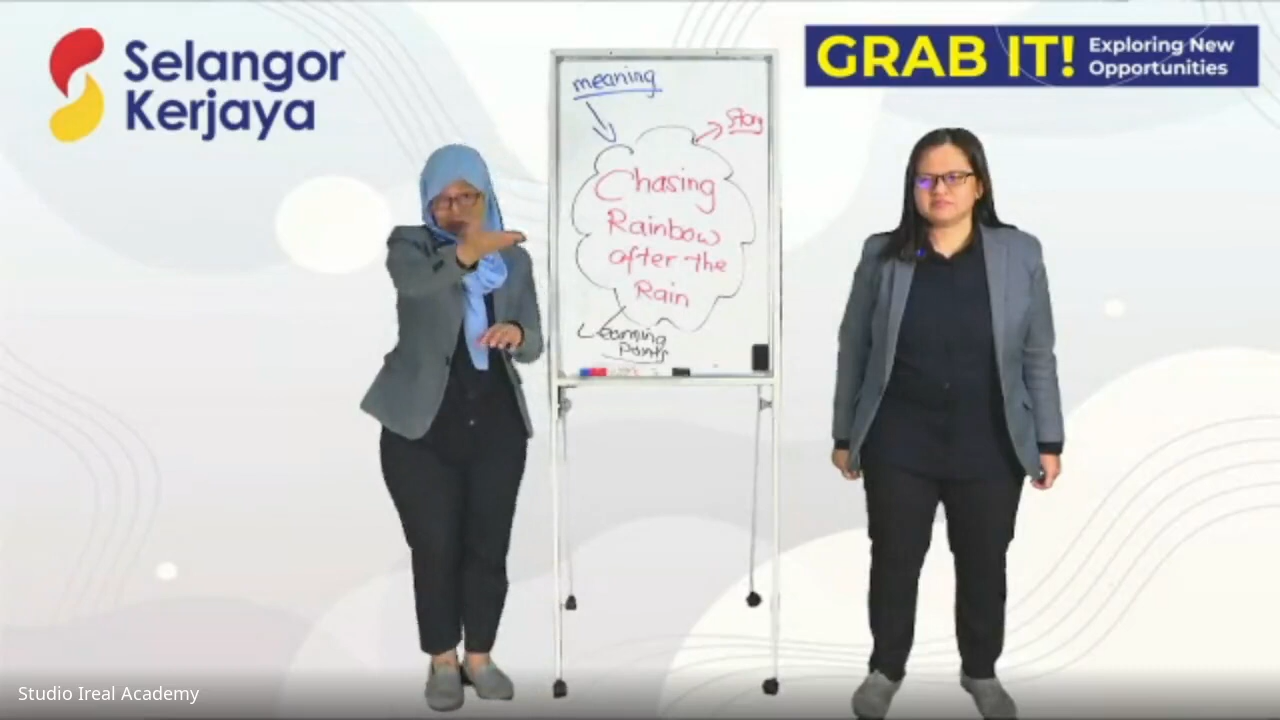 Selangor
Kerjaya
GRAB IT! Exploring New
Opportunities
meaning
Story
Chasing
Rainbow
after the
Rain
Learning
Points
Studio Ireal Academy